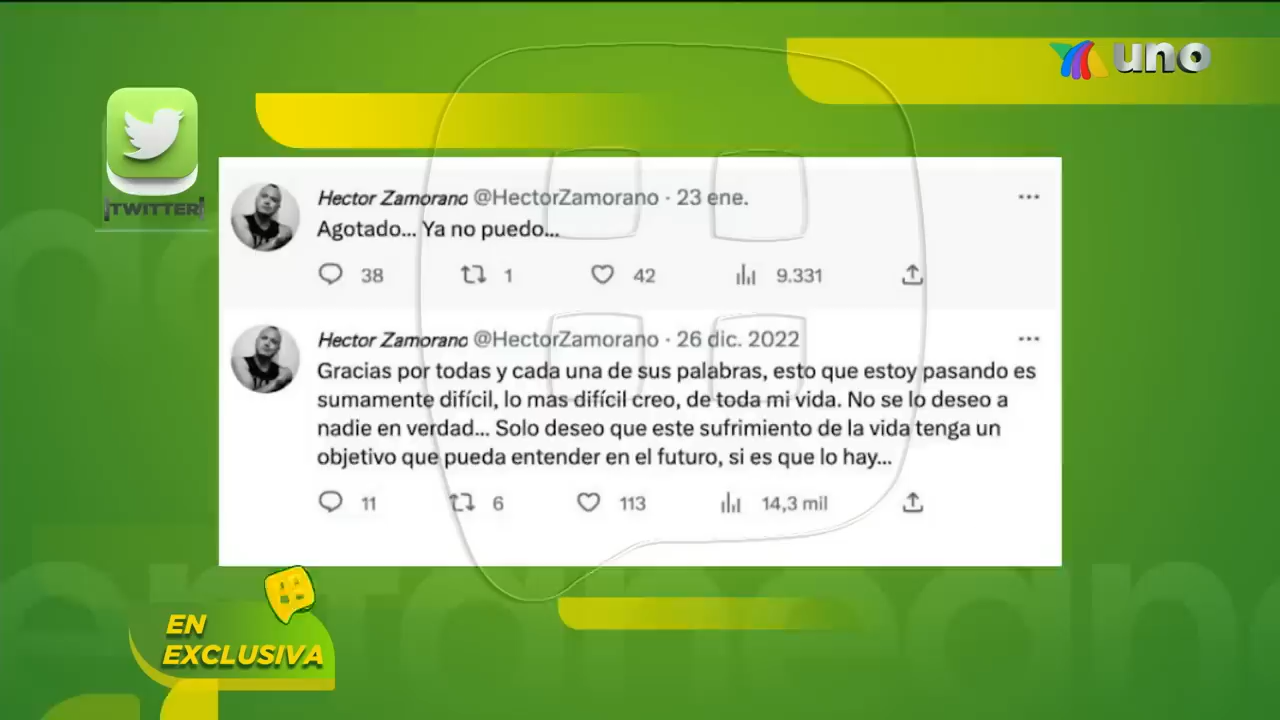 uno
TWITTER
Hector Zamorano @HectorZamorano · 23 ene.
Agotado... Ya no puedo...
38 1 42 9.331
Hector Zamorano @HectorZamorano · 26 dic. 2022
Gracias por todas y cada una de sus palabras, esto que estoy pasando es
sumamente difícil, lo mas difícil creo, de toda mi vida. No se lo deseo a
nadie en verdad... Solo deseo que este sufrimiento de la vida tenga un
objetivo que pueda entender en el futuro, si es que lo hay...
11 6 113 14,3 mil
EN
EXCLUSIVA